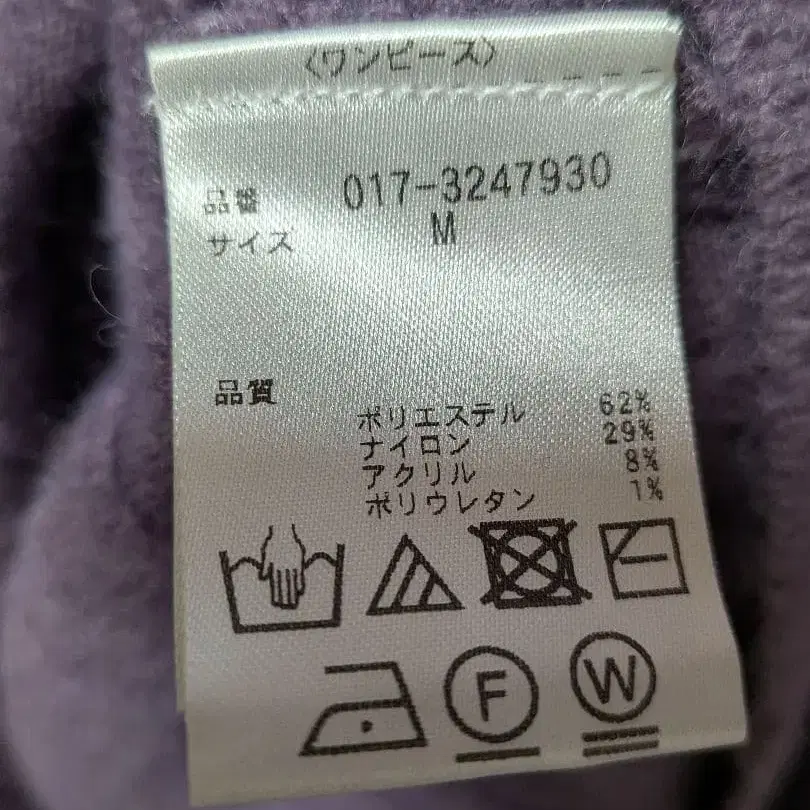 〈ワンピース〉
品番 017-3247930
サイズ M
品質
ポリエステル 62%
ナイロン 29%
アクリル 8%
ポリウレタン 1%
F W